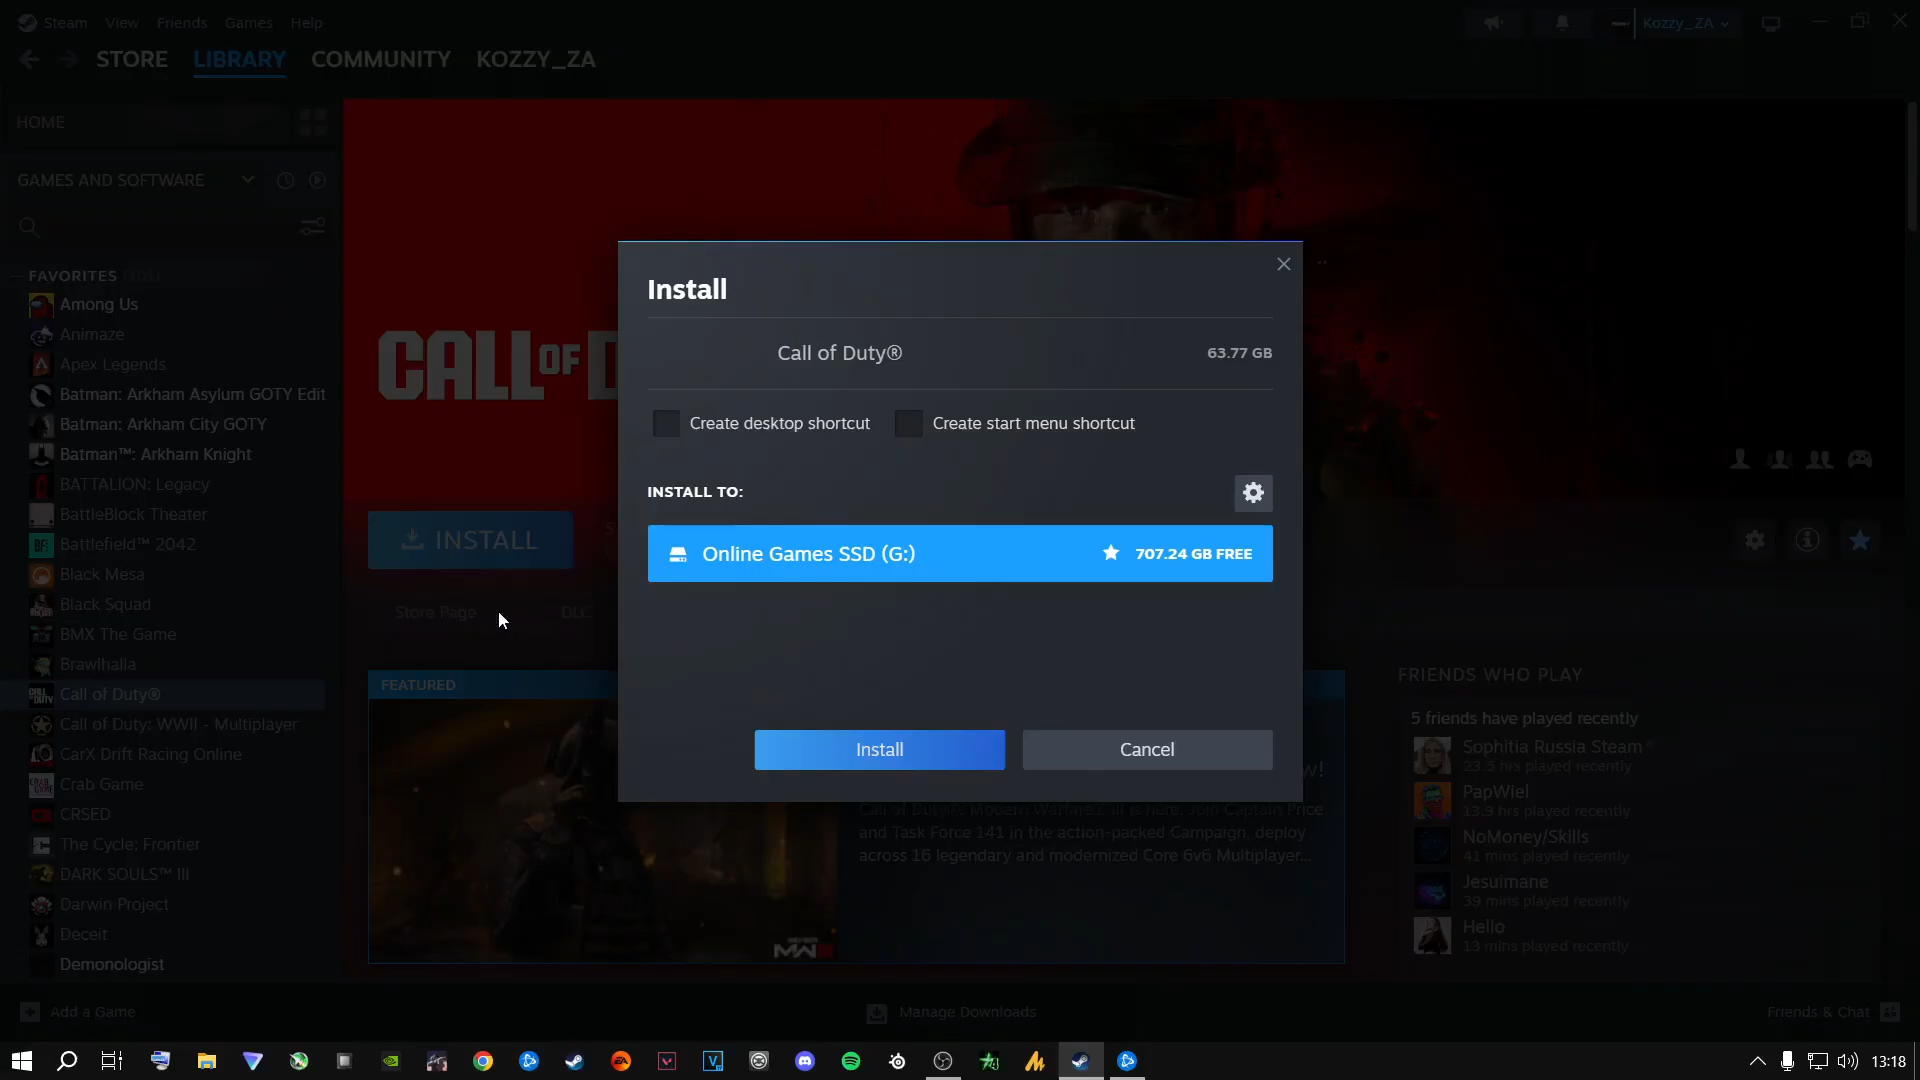 Steam View Friends Games Help
Kozzy_ZA
STORE LIBRARY COMMUNITY KOZZY_ZA
HOME
GAMES AND SOFTWARE
FAVORITES
Among Us
Animaze
Apex Legends
Batman: Arkham Asylum GOTY Edit
Batman: Arkham City GOTY
Batman™: Arkham Knight
BATTALION: Legacy
BattleBlock Theater
Battlefield™ 2042
Black Mesa
Black Squad
BMX The Game
Brawlhalla
Call of Duty®
Call of Duty: WWII - Multiplayer
CarX Drift Racing Online
Crab Game
CRSED
The Cycle: Frontier
DARK SOULS™ III
Darwin Project
Deceit
Demonologist
Add a Game
CALL OF D
INSTALL
Store Page DLC
FEATURED
MW
Install
Call of Duty® 63.77 GB
Create desktop shortcut Create start menu shortcut
INSTALL TO:
Online Games SSD (G:) 707.24 GB FREE
Install Cancel
Call of Duty®: Modern Warfare® III is here. Join Captain Price
and Task Force 141 in the action-packed Campaign, deploy
across 16 legendary and modernized Core 6v6 Multiplayer...
FRIENDS WHO PLAY
5 friends have played recently
Sophitia Russia Steam
23.5 hrs played recently
PapWiel
13.9 hrs played recently
NoMoney/Skills
41 mins played recently
Jesuimane
39 mins played recently
Hello
13 mins played recently
Manage Downloads
Friends & Chat
13:18